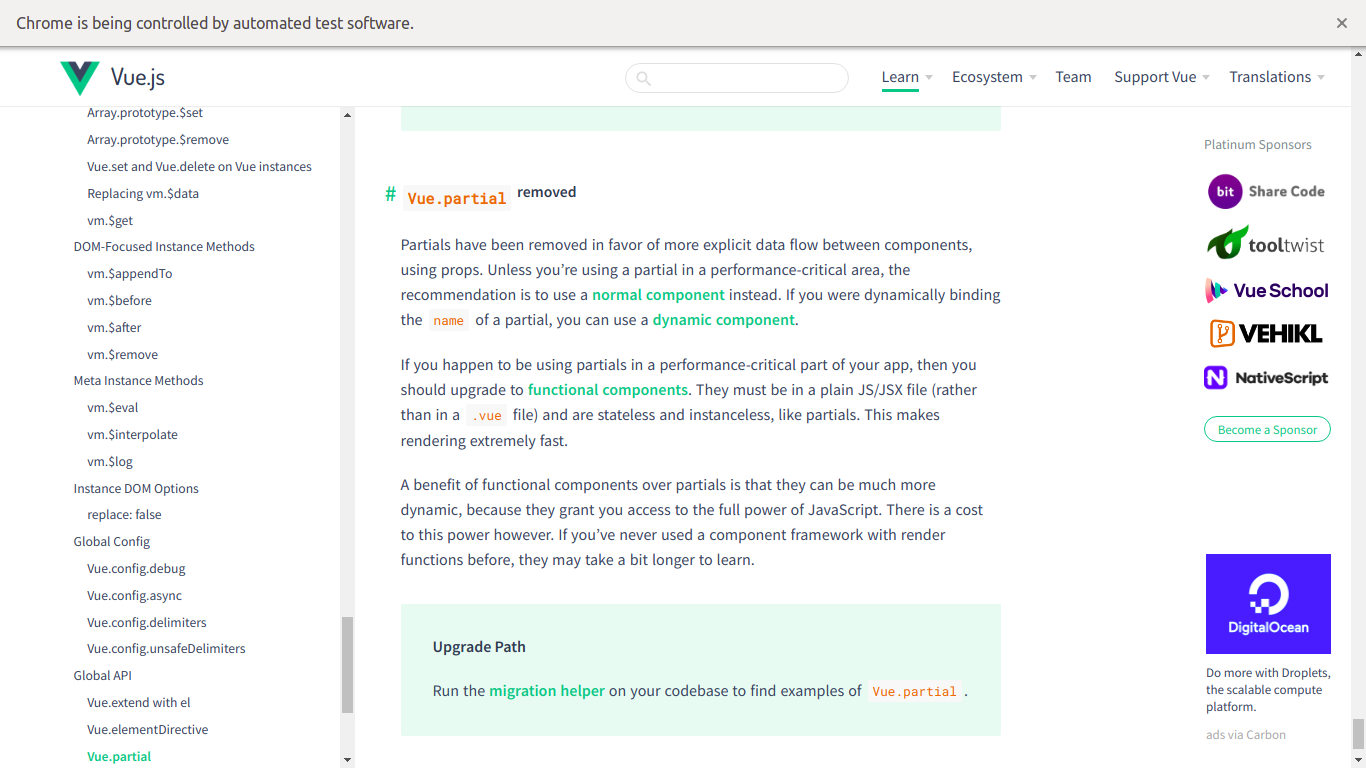 Chrome is being controlled by automated test software.
Vue.js
Learn
Ecosystem
Team
Support Vue
Translations
Array.prototype.$set
Array.prototype.$remove
Vue.set and Vue.delete on Vue instances
Replacing vm.$data
vm.$get
DOM-Focused Instance Methods
vm.$appendTo
vm.$before
vm.$after
vm.$remove
Meta Instance Methods
vm.$eval
vm.$interpolate
vm.$log
Instance DOM Options
replace: false
Global Config
Vue.config.debug
Vue.config.async
Vue.config.delimiters
Vue.config.unsafeDelimiters
Global API
Vue.extend with el
Vue.elementDirective
Vue.partial
# Vue.partial removed
Partials have been removed in favor of more explicit data flow between components,
using props. Unless you’re using a partial in a performance-critical area, the
recommendation is to use a normal component instead. If you were dynamically binding
the name of a partial, you can use a dynamic component.
If you happen to be using partials in a performance-critical part of your app, then you
should upgrade to functional components. They must be in a plain JS/JSX file (rather
than in a .vue file) and are stateless and instanceless, like partials. This makes
rendering extremely fast.
A benefit of functional components over partials is that they can be much more
dynamic, because they grant you access to the full power of JavaScript. There is a cost
to this power however. If you’ve never used a component framework with render
functions before, they may take a bit longer to learn.
Upgrade Path
Run the migration helper on your codebase to find examples of Vue.partial.
Platinum Sponsors
bit Share Code
tooltwist
Vue School
VEHIKL
N NativeScript
Become a Sponsor
DigitalOcean
Do more with Droplets,
the scalable compute
platform.
ads via Carbon